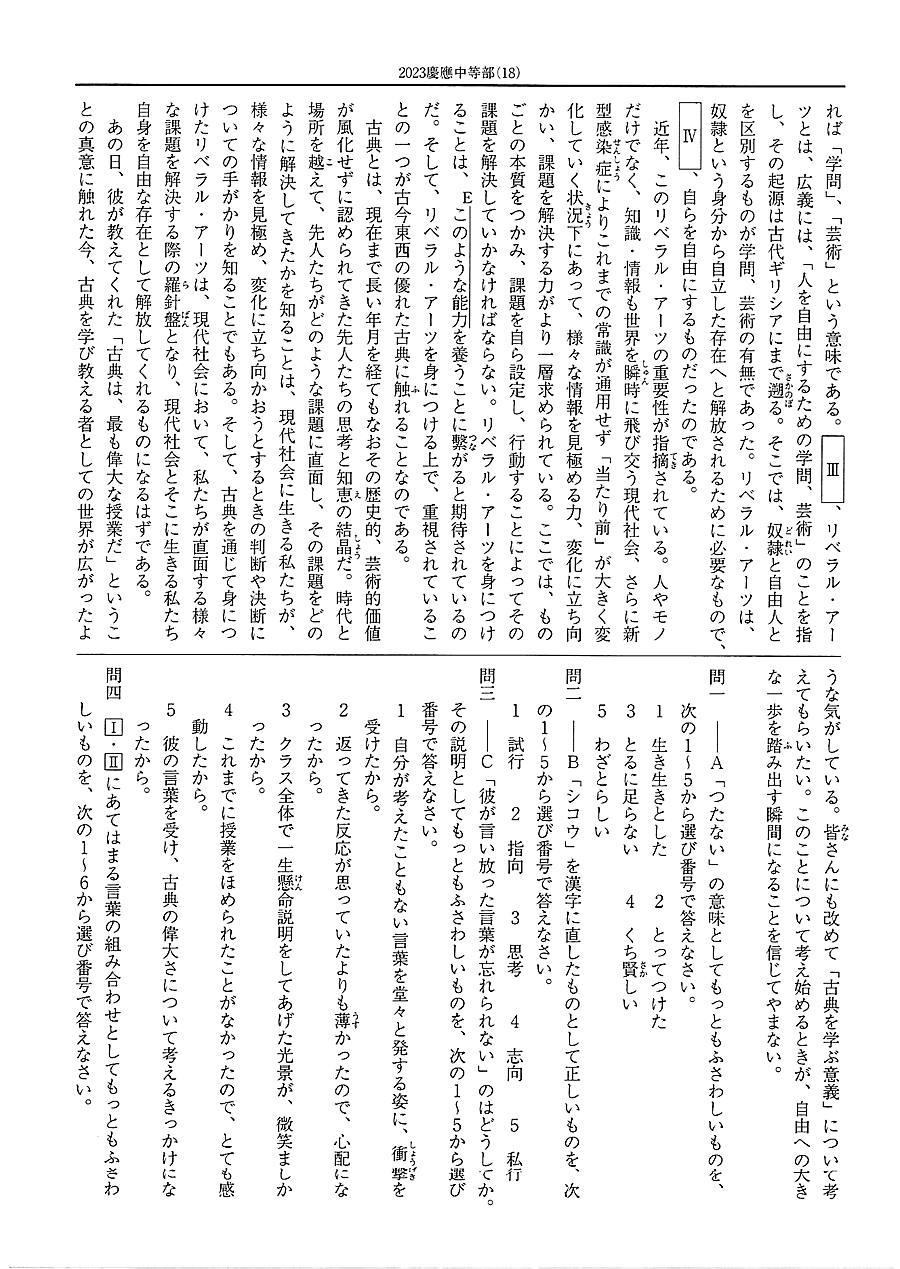 2023慶應中等部(18)
れば「学問」、「芸術」という意味である。 Ⅲ 、リベラル・アー
ツとは、広義には、「人を自由にするための学問、芸術」のことを指
し、その起源は古代ギリシアにまで遡る。そこでは、奴隷と自由人と
を区別するものが学問、芸術の有無であった。リベラル・アーツは、
奴隷という身分から自立した存在へと解放されるために必要なもので、
Ⅳ 、自らを自由にするものだったのである。
近年、このリベラル・アーツの重要性が指摘されている。人やモノ
だけでなく、知識・情報も世界を瞬時に飛び交う現代社会、さらに新
型感染症によりこれまでの常識が通用せず「当たり前」が大きく変
化していく状況下にあって、様々な情報を見極める力、変化に立ち向
かい、課題を解決する力がより一層求められている。ここでは、もの
ごとの本質をつかみ、課題を自ら設定し、行動することによってその
課題を解決していかなければならない。リベラル・アーツを身につけ
ることは、Eこのような能力を養うことに繫がると期待されているの
だ。そして、リベラル・アーツを身につける上で、重視されているこ
との一つが古今東西の優れた古典に触れることなのである。
古典とは、現在まで長い年月を経てもなおその歴史的、芸術的価値
が風化せずに認められてきた先人たちの思考と知恵の結晶だ。時代と
場所を越えて、先人たちがどのような課題に直面し、その課題をどの
ように解決してきたかを知ることは、現代社会に生きる私たちが、
様々な情報を見極め、変化に立ち向かおうとするときの判断や決断に
ついての手がかりを知ることでもある。そして、古典を通じて身につ
けたリベラル・アーツは、現代社会において、私たちが直面する様々
な課題を解決する際の羅針盤となり、現代社会とそこに生きる私たち
自身を自由な存在として解放してくれるものになるはずである。
あの日、彼が教えてくれた「古典は、最も偉大な授業だ」というこ
との真意に触れた今、古典を学び教える者としての世界が広がったよ
うな気がしている。皆さんにも改めて「古典を学ぶ意義」について考
えてもらいたい。このことについて考え始めるときが、自由への大き
な一歩を踏み出す瞬間になることを信じてやまない。
問一 ――A「つたない」の意味としてもっともふさわしいものを、
次の1～5から選び番号で答えなさい。
1 生き生きとした 2 とってつけた
3 とるに足らない 4 くち賢しい
5 わざとらしい
問二 ――B「シコウ」を漢字に直したものとして正しいものを、次
の1～5から選び番号で答えなさい。
1 試行 2 指向 3 思考 4 志向 5 私行
問三 ――C「彼が言い放った言葉が忘れられない」のはどうしてか。
その説明としてもっともふさわしいものを、次の1～5から選び
番号で答えなさい。
1 自分が考えたこともない言葉を堂々と発する姿に、衝撃を
受けたから。
2 返ってきた反応が思っていたよりも薄かったので、心配にな
ったから。
3 クラス全体で一生懸命説明をしてあげた光景が、微笑ましか
ったから。
4 これまでに授業をほめられたことがなかったので、とても感
動したから。
5 彼の言葉を受け、古典の偉大さについて考えるきっかけにな
ったから。
問四 Ⅰ・Ⅱにあてはまる言葉の組み合わせとしてもっともふさわ
しいものを、次の1～6から選び番号で答えなさい。